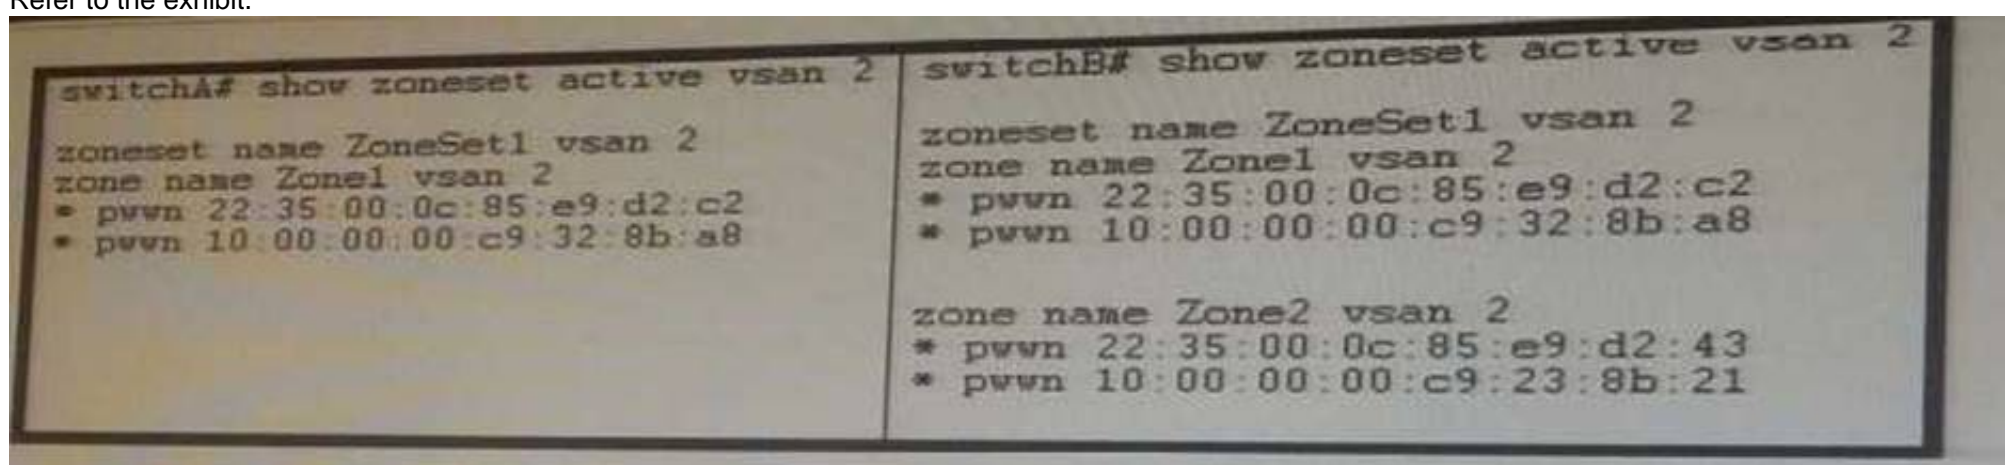 Refer to the exhibit.
switchA# show zoneset active vsan 2
zoneset name ZoneSet1 vsan 2
zone name Zone1 vsan 2
* pwwn 22:35:00:0c:85:e9:d2:c2
* pwwn 10:00:00:00:c9:32:8b:a8
switchB# show zoneset active vsan 2
zoneset name ZoneSet1 vsan 2
zone name Zone1 vsan 2
* pwwn 22:35:00:0c:85:e9:d2:c2
* pwwn 10:00:00:00:c9:32:8b:a8
zone name Zone2 vsan 2
* pwwn 22:35:00:0c:85:e9:d2:43
* pwwn 10:00:00:00:c9:23:8b:21